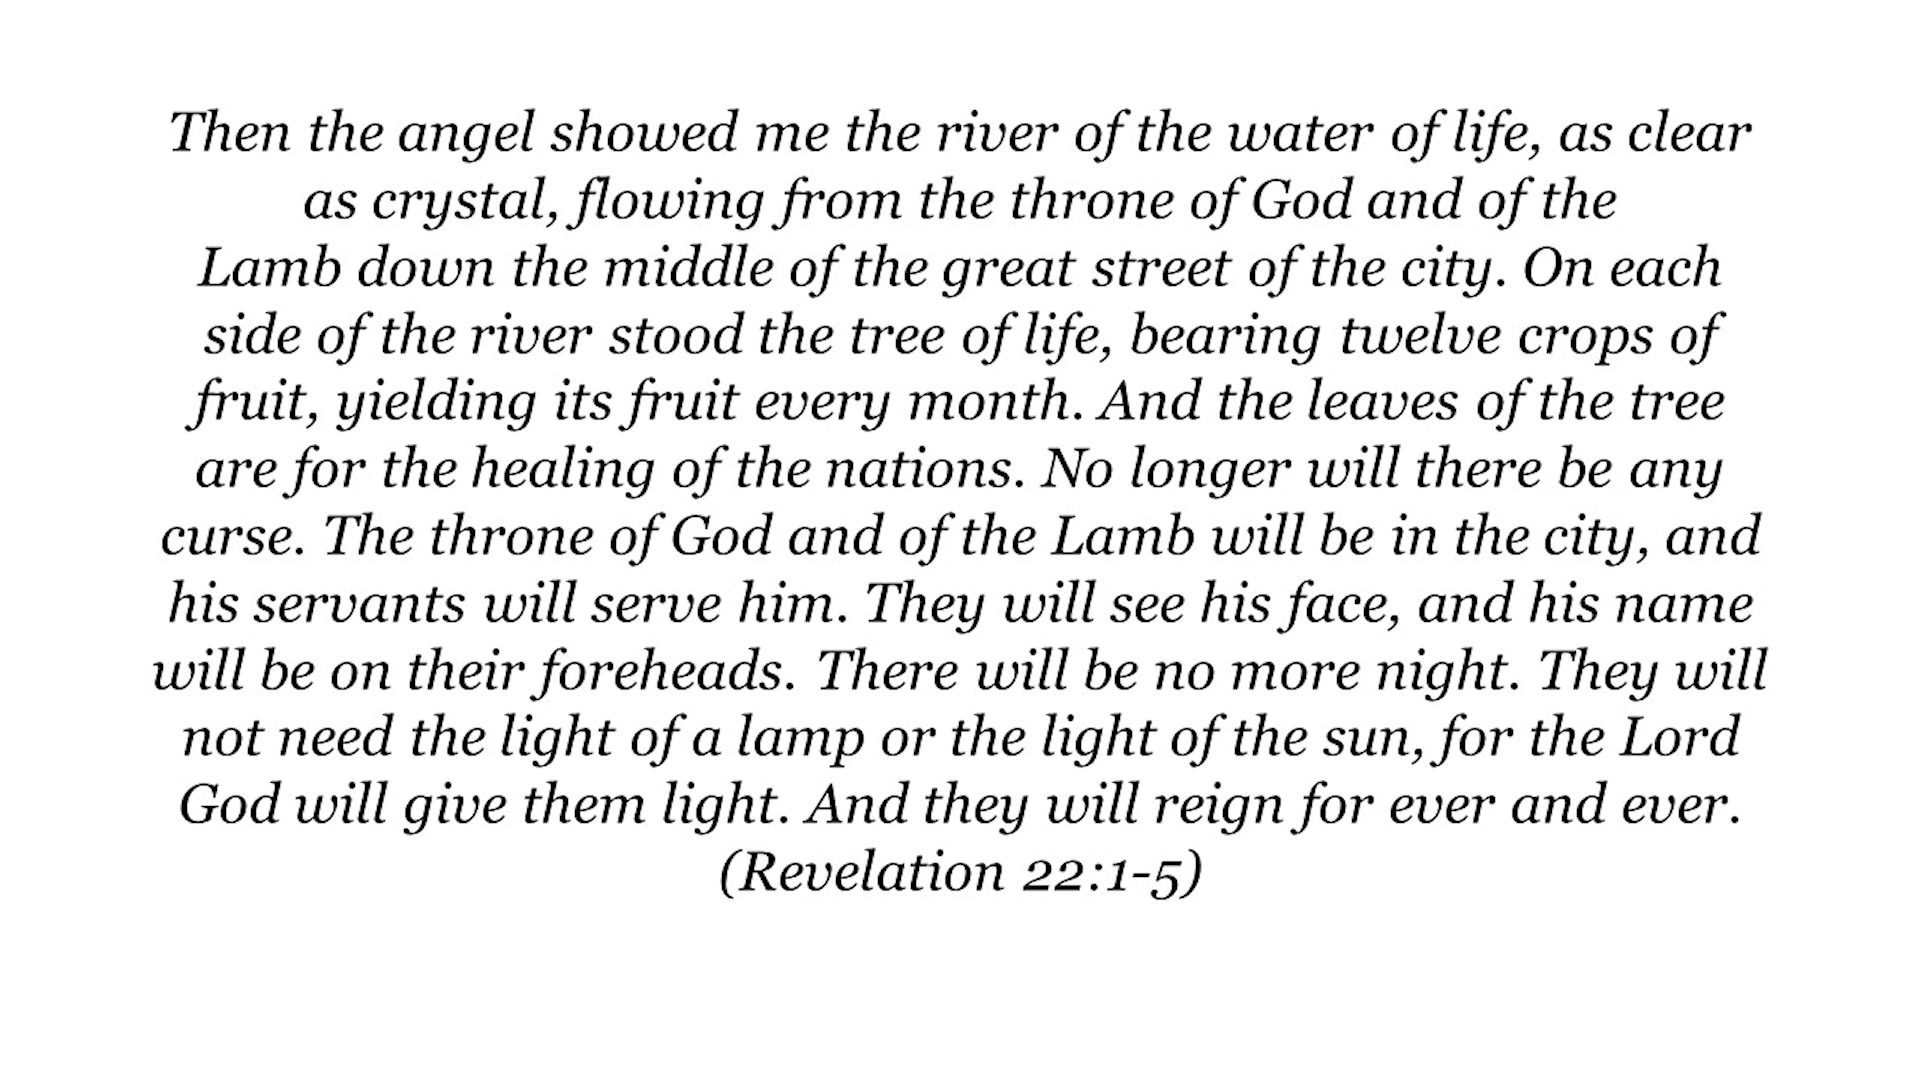 Then the angel showed me the river of the water of life, as clear
as crystal, flowing from the throne of God and of the
Lamb down the middle of the great street of the city. On each
side of the river stood the tree of life, bearing twelve crops of
fruit, yielding its fruit every month. And the leaves of the tree
are for the healing of the nations. No longer will there be any
curse. The throne of God and of the Lamb will be in the city, and
his servants will serve him. They will see his face, and his name
will be on their foreheads. There will be no more night. They will
not need the light of a lamp or the light of the sun, for the Lord
God will give them light. And they will reign for ever and ever.
(Revelation 22:1-5)